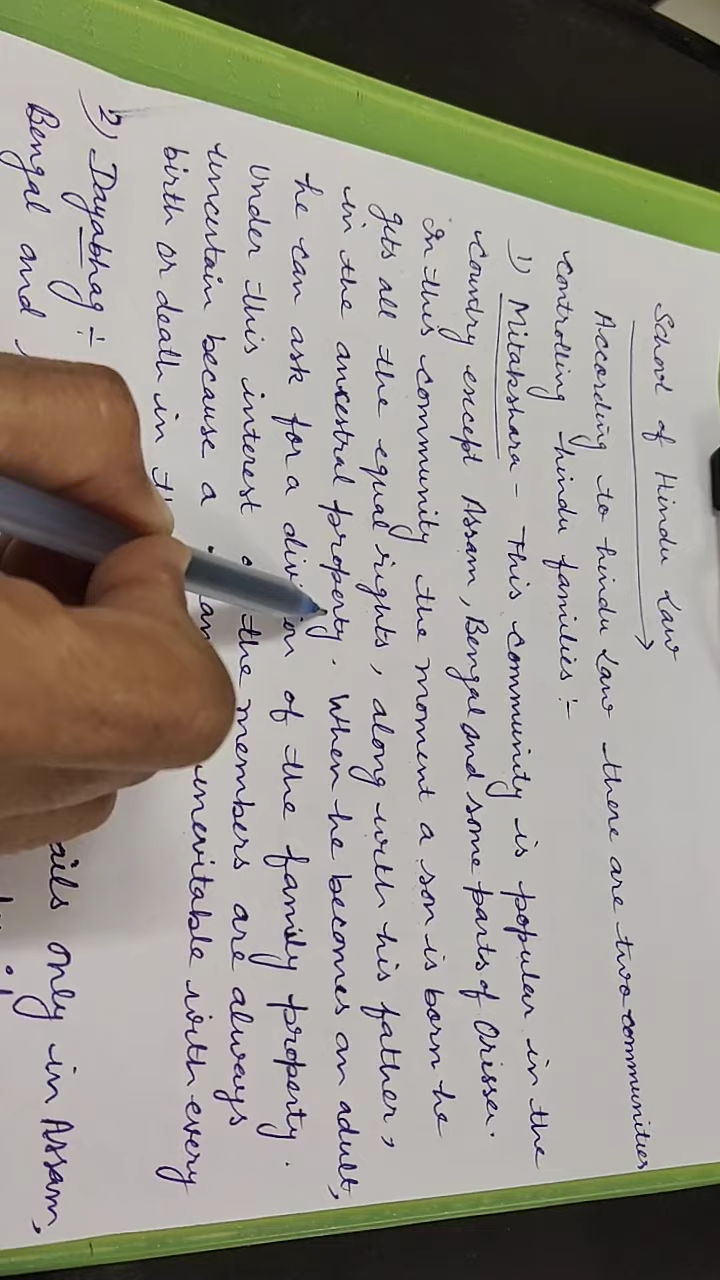 School of Hindu Law
According to hindu Law there are two communities
controlling hindu families :-
1) Mitakshara - This community is popular in the
country except Assam, Bengal and some parts of Orissa.
In this community the moment a son is born he
gets all the equal rights, along with his father,
in the ancestral property. When he becomes an adult,
he can ask for a division of the family property.
Under this interest the members are always
uncertain because a inevitable with every
birth or death in
2) Dayabhag :-
only in Assam,
Bengal and